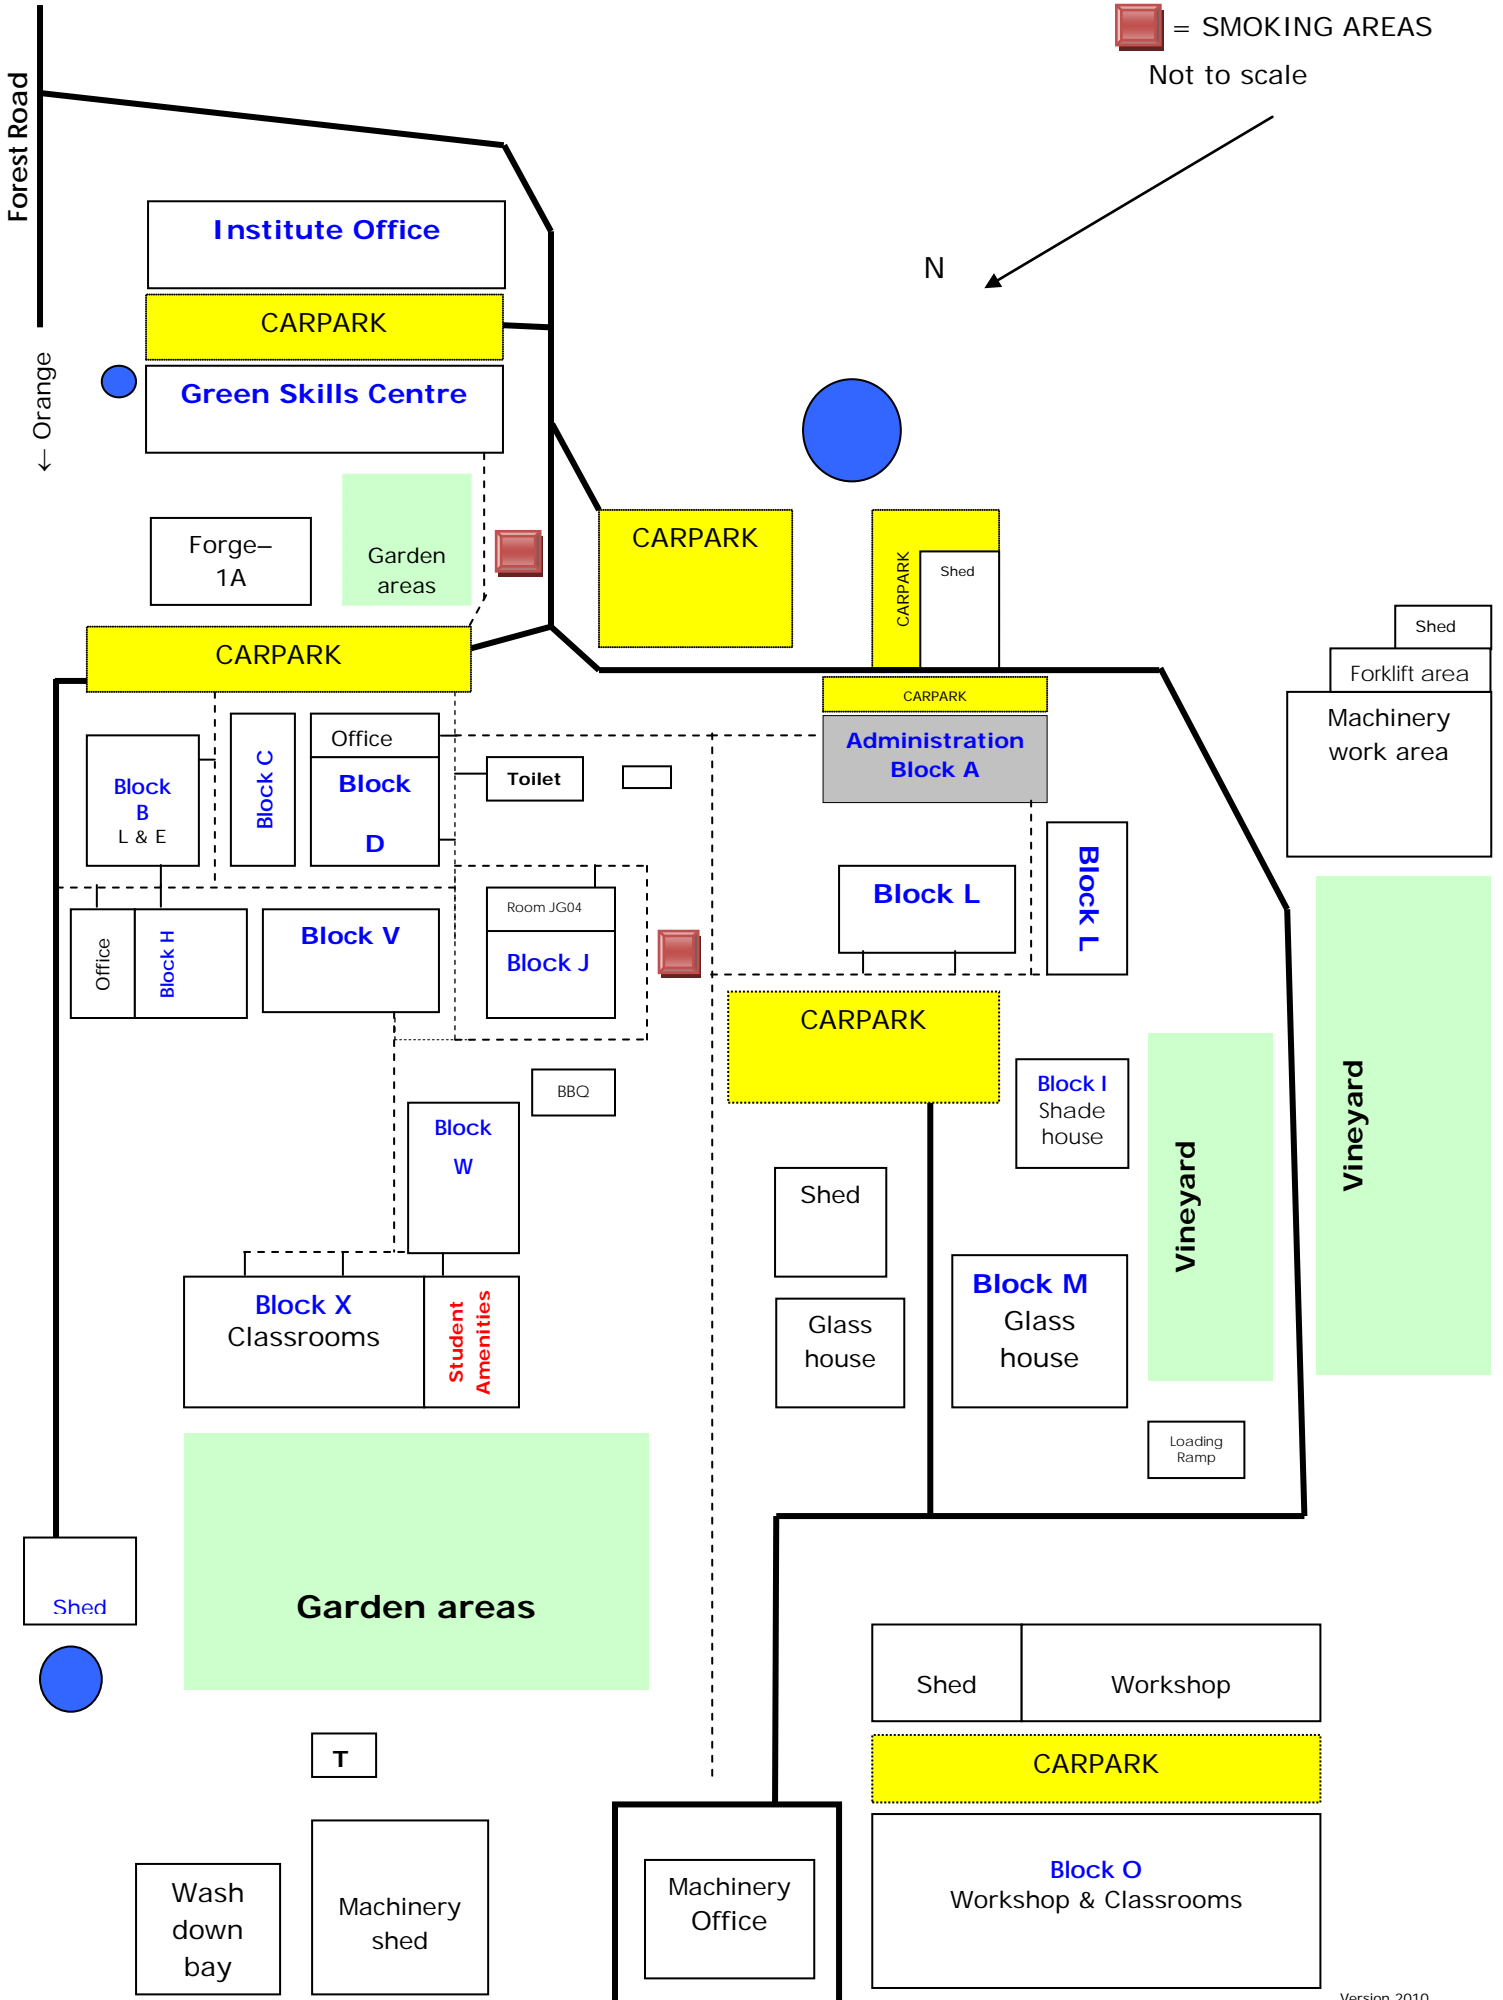 = SMOKING AREAS
Not to scale
Forest Road
N
Institute Office
CARPARK
← Orange
Green Skills Centre
Forge–
1A
Garden
areas
CARPARK
CARPARK
Shed
Shed
CARPARK
Forklift area
CARPARK
Machinery
work area
Office
Administration
Block A
Block
B
L & E
Block C
Block
D
Toilet
Block L
Block L
Room JG04
Office
Block H
Block V
Block J
CARPARK
BBQ
Block I
Shade
house
Vineyard
Vineyard
Block
W
Shed
Block X
Classrooms
Student
Amenities
Glass
house
Block M
Glass
house
Loading
Ramp
Shed
Garden areas
Shed
Workshop
T
CARPARK
Wash
down
bay
Machinery
shed
Machinery
Office
Block O
Workshop & Classrooms
Version 2010